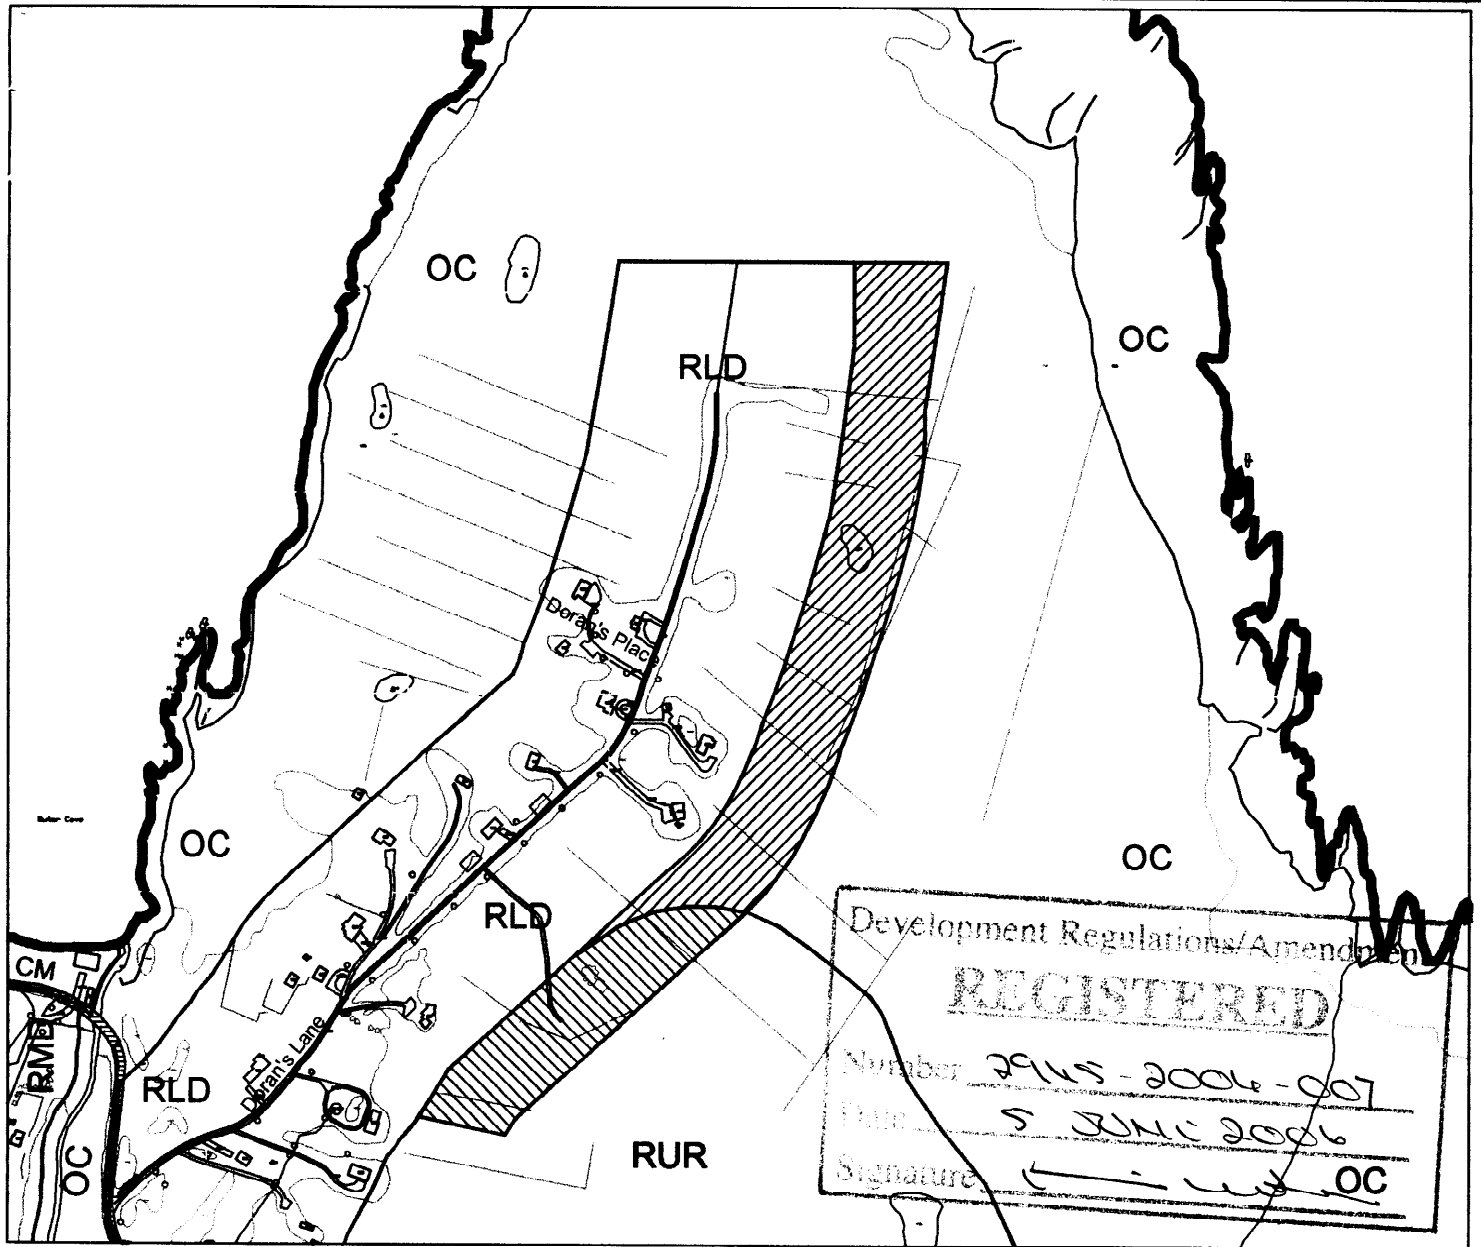 OC
OC
RLD
Doran's Place
OC
OC
RLD
CM
RMD
Doran's Lane
RLD
OC
RUR
Development Regulations/Amendment
REGISTERED
Number 2945-2006-007
Date 5 JUNE 2006
Signature
OC